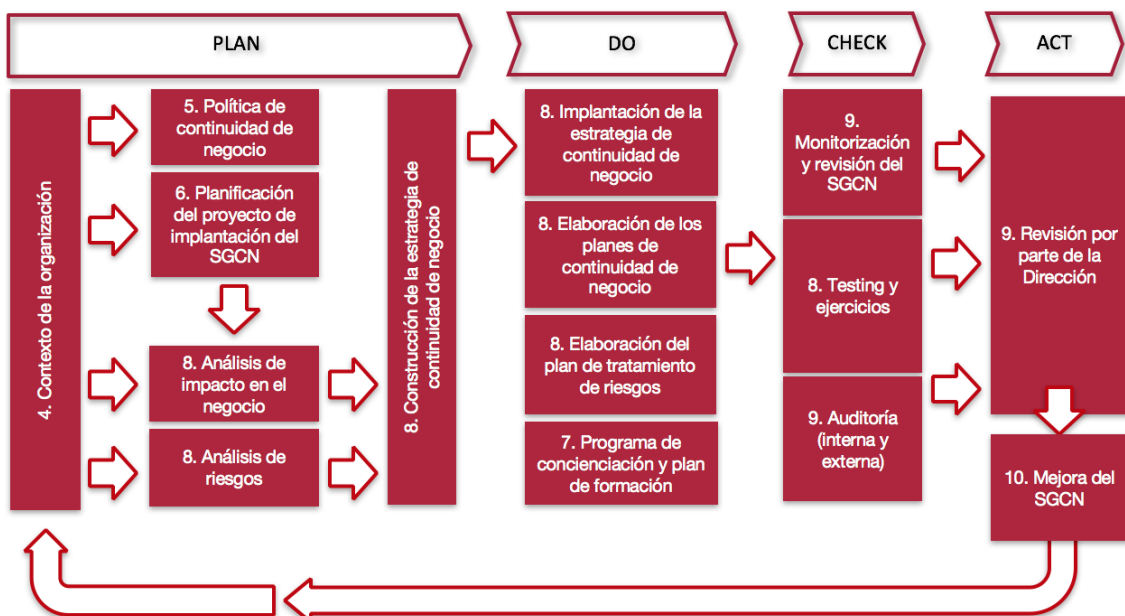 PLAN
DO
CHECK
ACT
4. Contexto de la organización
5. Política de
continuidad de
negocio
6. Planificación
del proyecto de
implantación del
SGCN
8. Análisis de
impacto en el
negocio
8. Análisis de
riesgos
8. Construcción de la estrategia de
continuidad de negocio
8. Implantación de la
estrategia de
continuidad de
negocio
8. Elaboración de los
planes de
continuidad de
negocio
8. Elaboración del
plan de tratamiento
de riesgos
7. Programa de
concienciación y plan
de formación
9.
Monitorización
y revisión del
SGCN
8. Testing y
ejercicios
9. Auditoría
(interna y
externa)
9. Revisión por
parte de la
Dirección
10. Mejora del
SGCN